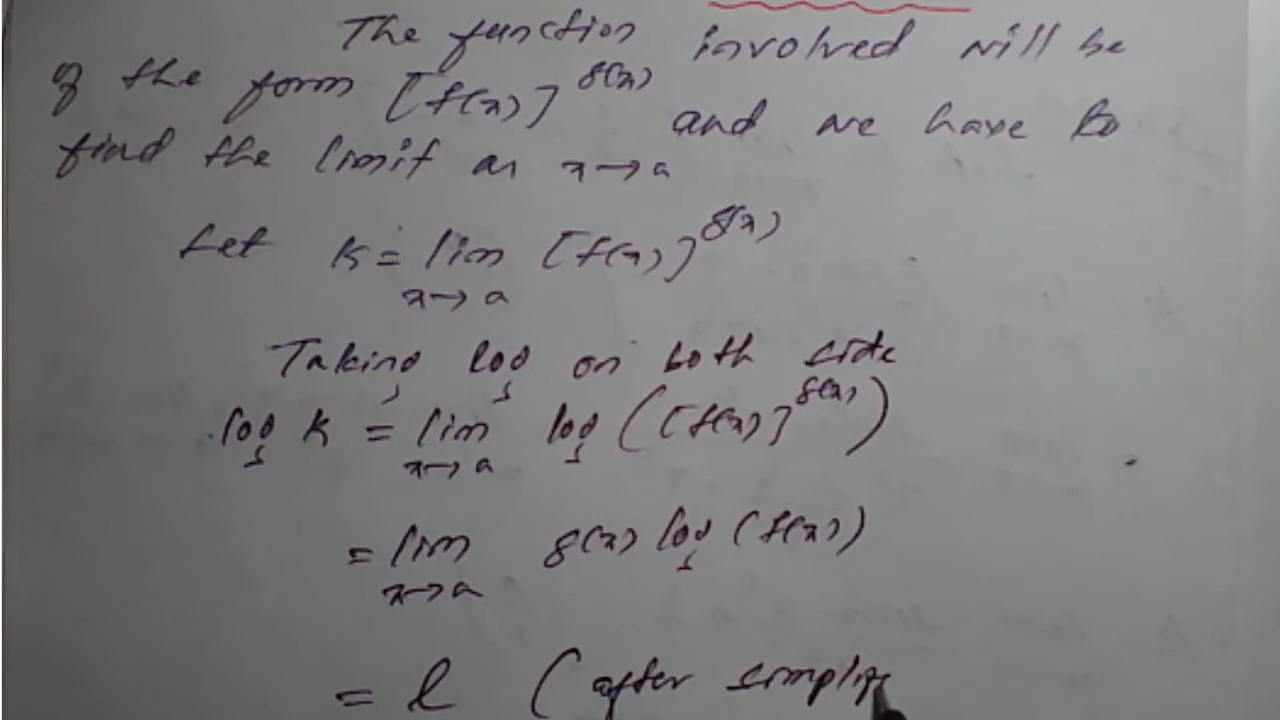 The function involved will be
of the form [f(x)]^g(x) and we have to
find the limit as x→a
Let k = lim [f(x)]^g(x)
x→a
Taking log on both side
log k = lim log ([f(x)]^g(x))
x→a
= lim g(x) log (f(x))
x→a
= l (after simplif